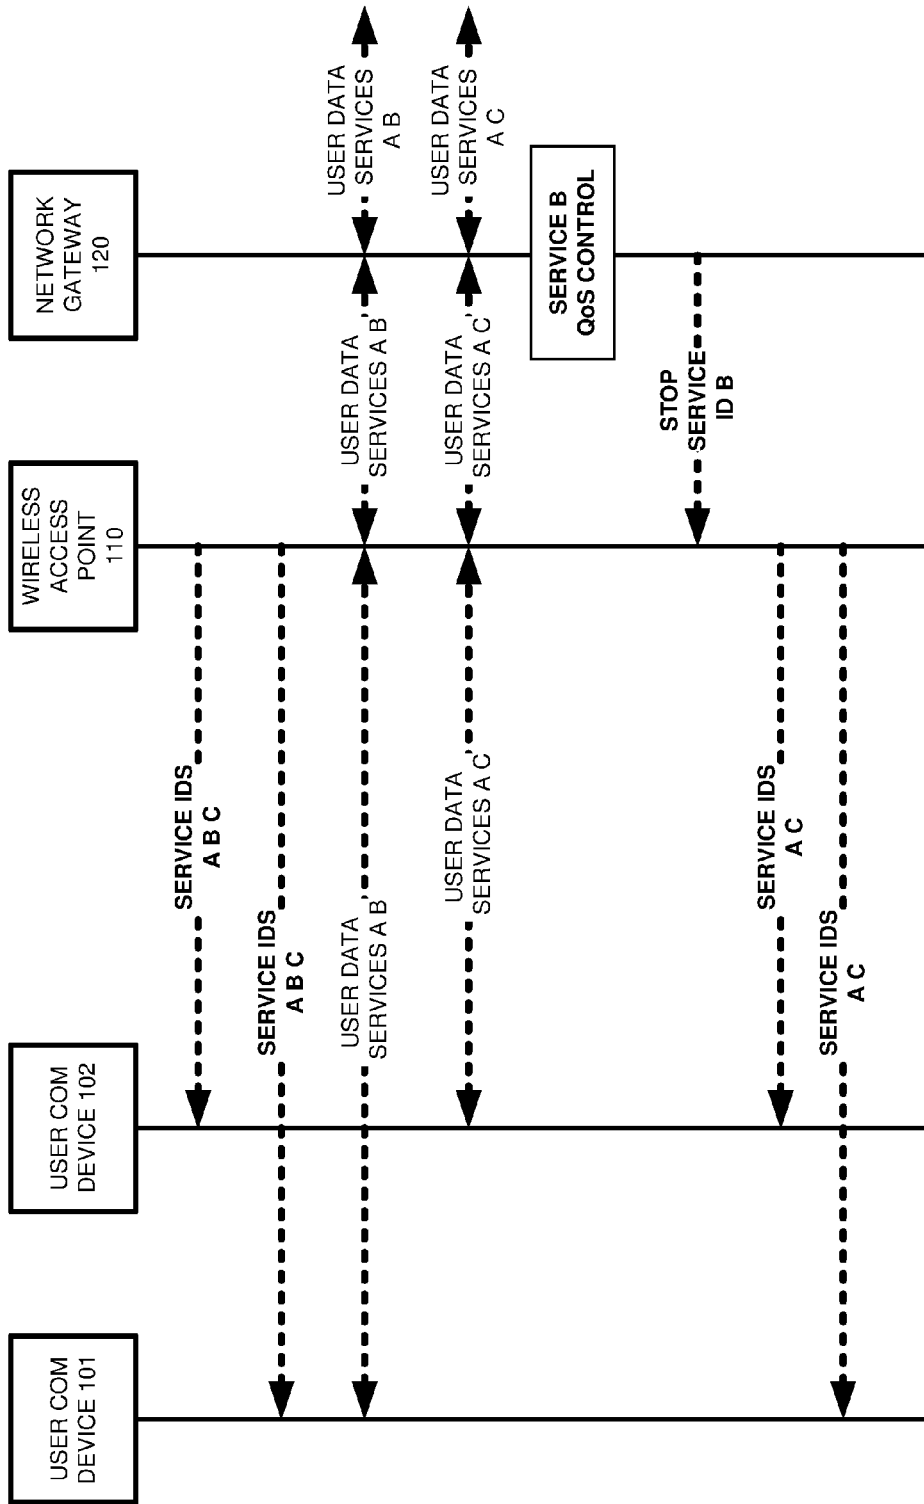 USER COM
DEVICE 101
USER COM
DEVICE 102
WIRELESS
ACCESS
POINT
110
NETWORK
GATEWAY
120
SERVICE IDS
A B C
SERVICE IDS
A B C
USER DATA
SERVICES A B
USER DATA
SERVICES A B
USER DATA
SERVICES
A B
USER DATA
SERVICES A C
USER DATA
SERVICES A C
USER DATA
SERVICES
A C
SERVICE B
QoS CONTROL
STOP
SERVICE
ID B
SERVICE IDS
A C
SERVICE IDS
A C